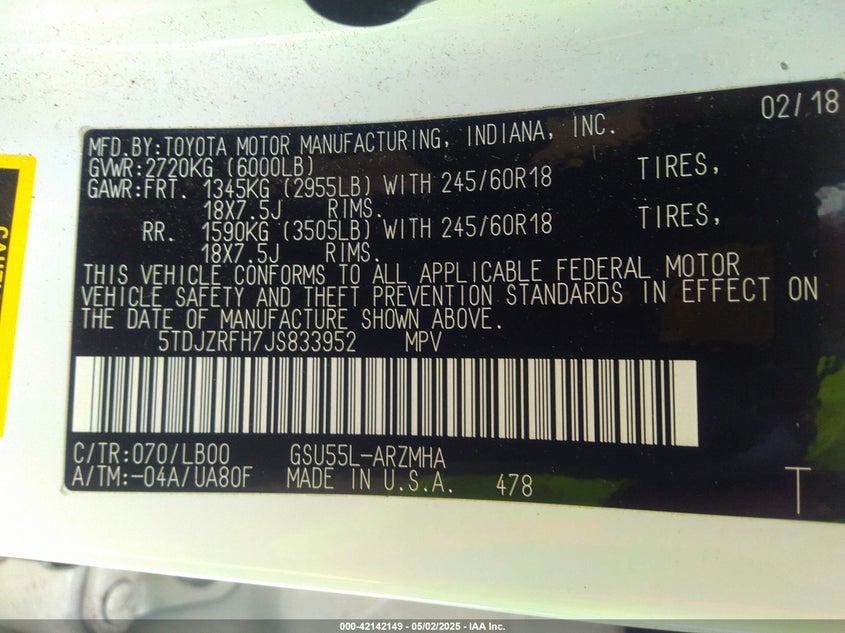 02/18
MFD.BY:TOYOTA MOTOR MANUFACTURING, INDIANA, INC.
GVWR:2720KG (6000LB)
GAWR:FRT. 1345KG (2955LB) WITH 245/60R18 TIRES,
18X7.5J RIMS.
RR. 1590KG (3505LB) WITH 245/60R18 TIRES,
18X7.5J RIMS.
THIS VEHICLE CONFORMS TO ALL APPLICABLE FEDERAL MOTOR
VEHICLE SAFETY AND THEFT PREVENTION STANDARDS IN EFFECT ON
THE DATE OF MANUFACTURE SHOWN ABOVE.
5TDJZRFH7JS833952 MPV
C/TR:070/LB00 GSU55L-ARZMHA
A/TM:-04A/UA80F MADE IN U.S.A. 478
T
000-42142149 - 05/02/2025 - IAA Inc.